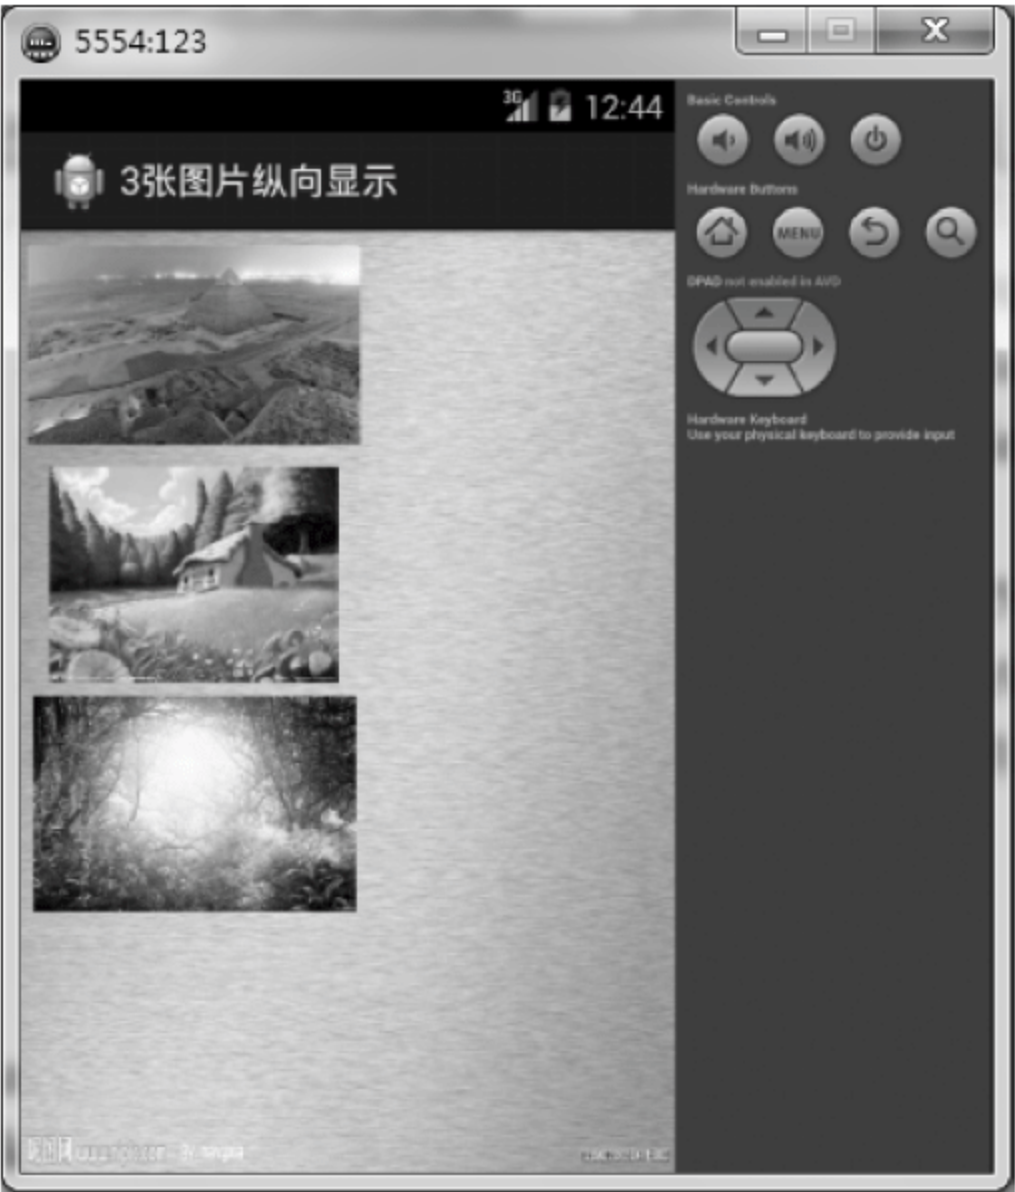 5554:123
3G 12:44
3张图片纵向显示
Basic Controls
Hardware Buttons
MENU
DPAD not enabled in AVD
Hardware Keyboard
Use your physical keyboard to provide input